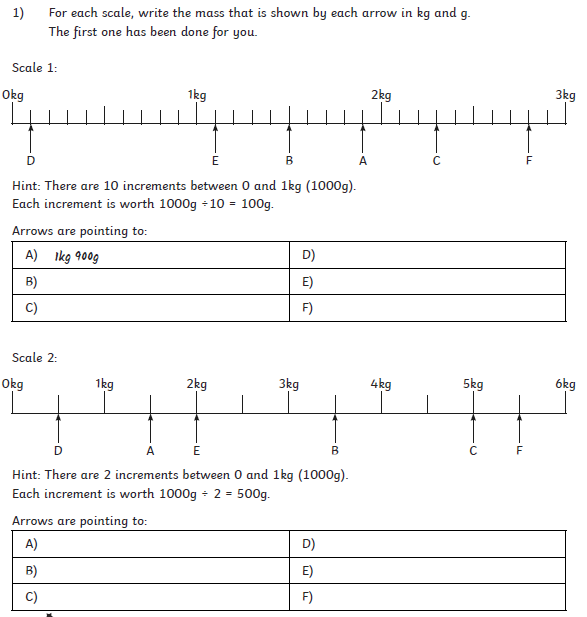 1) For each scale, write the mass that is shown by each arrow in kg and g.
The first one has been done for you.
Scale 1:
0kg 1kg 2kg 3kg
D E B A C F
Hint: There are 10 increments between 0 and 1kg (1000g).
Each increment is worth 1000g ÷10 = 100g.
Arrows are pointing to:
A) 1kg 900g D)
B) E)
C) F)
Scale 2:
0kg 1kg 2kg 3kg 4kg 5kg 6kg
D A E B C F
Hint: There are 2 increments between 0 and 1kg (1000g).
Each increment is worth 1000g ÷ 2 = 500g.
Arrows are pointing to:
A) D)
B) E)
C) F)